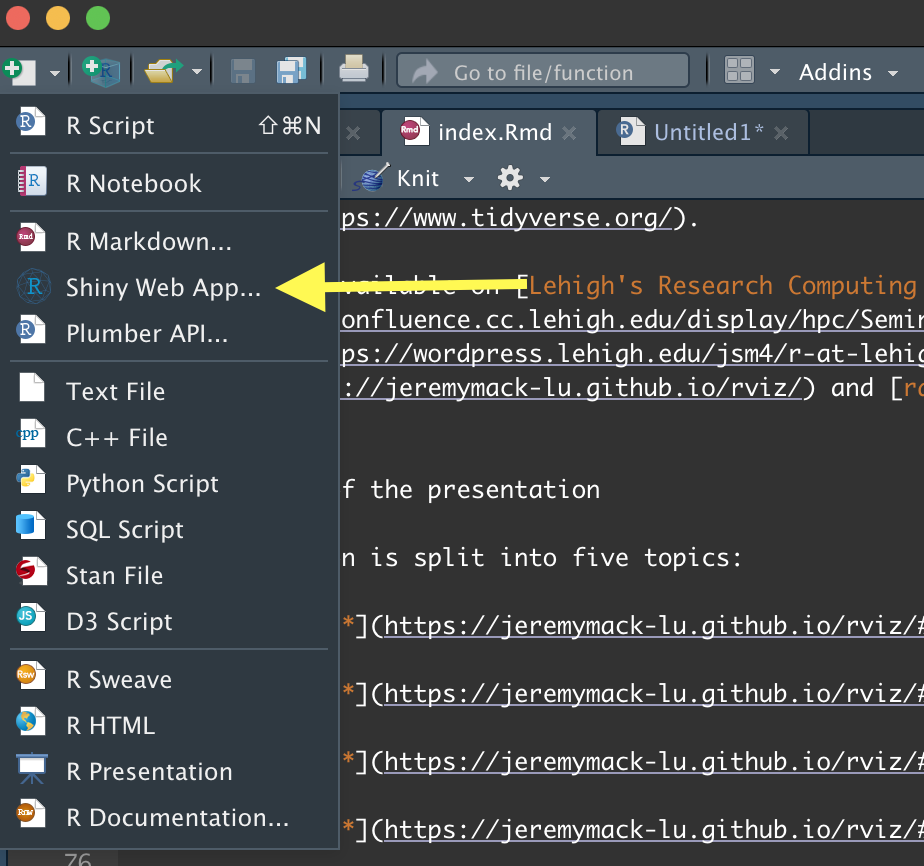 Go to file/function
Addins
R Script ⇧⌘N
index.Rmd
Untitled1*
R Notebook
Knit
R Markdown...
ps://www.tidyverse.org/).
Shiny Web App...
vailable on [Lehigh's Research Computing
Plumber API...
onfluence.cc.lehigh.edu/display/hpc/Semin
ps://wordpress.lehigh.edu/jsm4/r-at-lehig
Text File
://jeremymack-lu.github.io/rviz/) and [ra
C++ File
Python Script
f the presentation
SQL Script
n is split into five topics:
Stan File
D3 Script
*](https://jeremymack-lu.github.io/rviz/#
R Sweave
*](https://jeremymack-lu.github.io/rviz/#
R HTML
R Presentation
*](https://jeremymack-lu.github.io/rviz/#
R Documentation...
*](https://jeremymack-lu.github.io/rviz/#
76